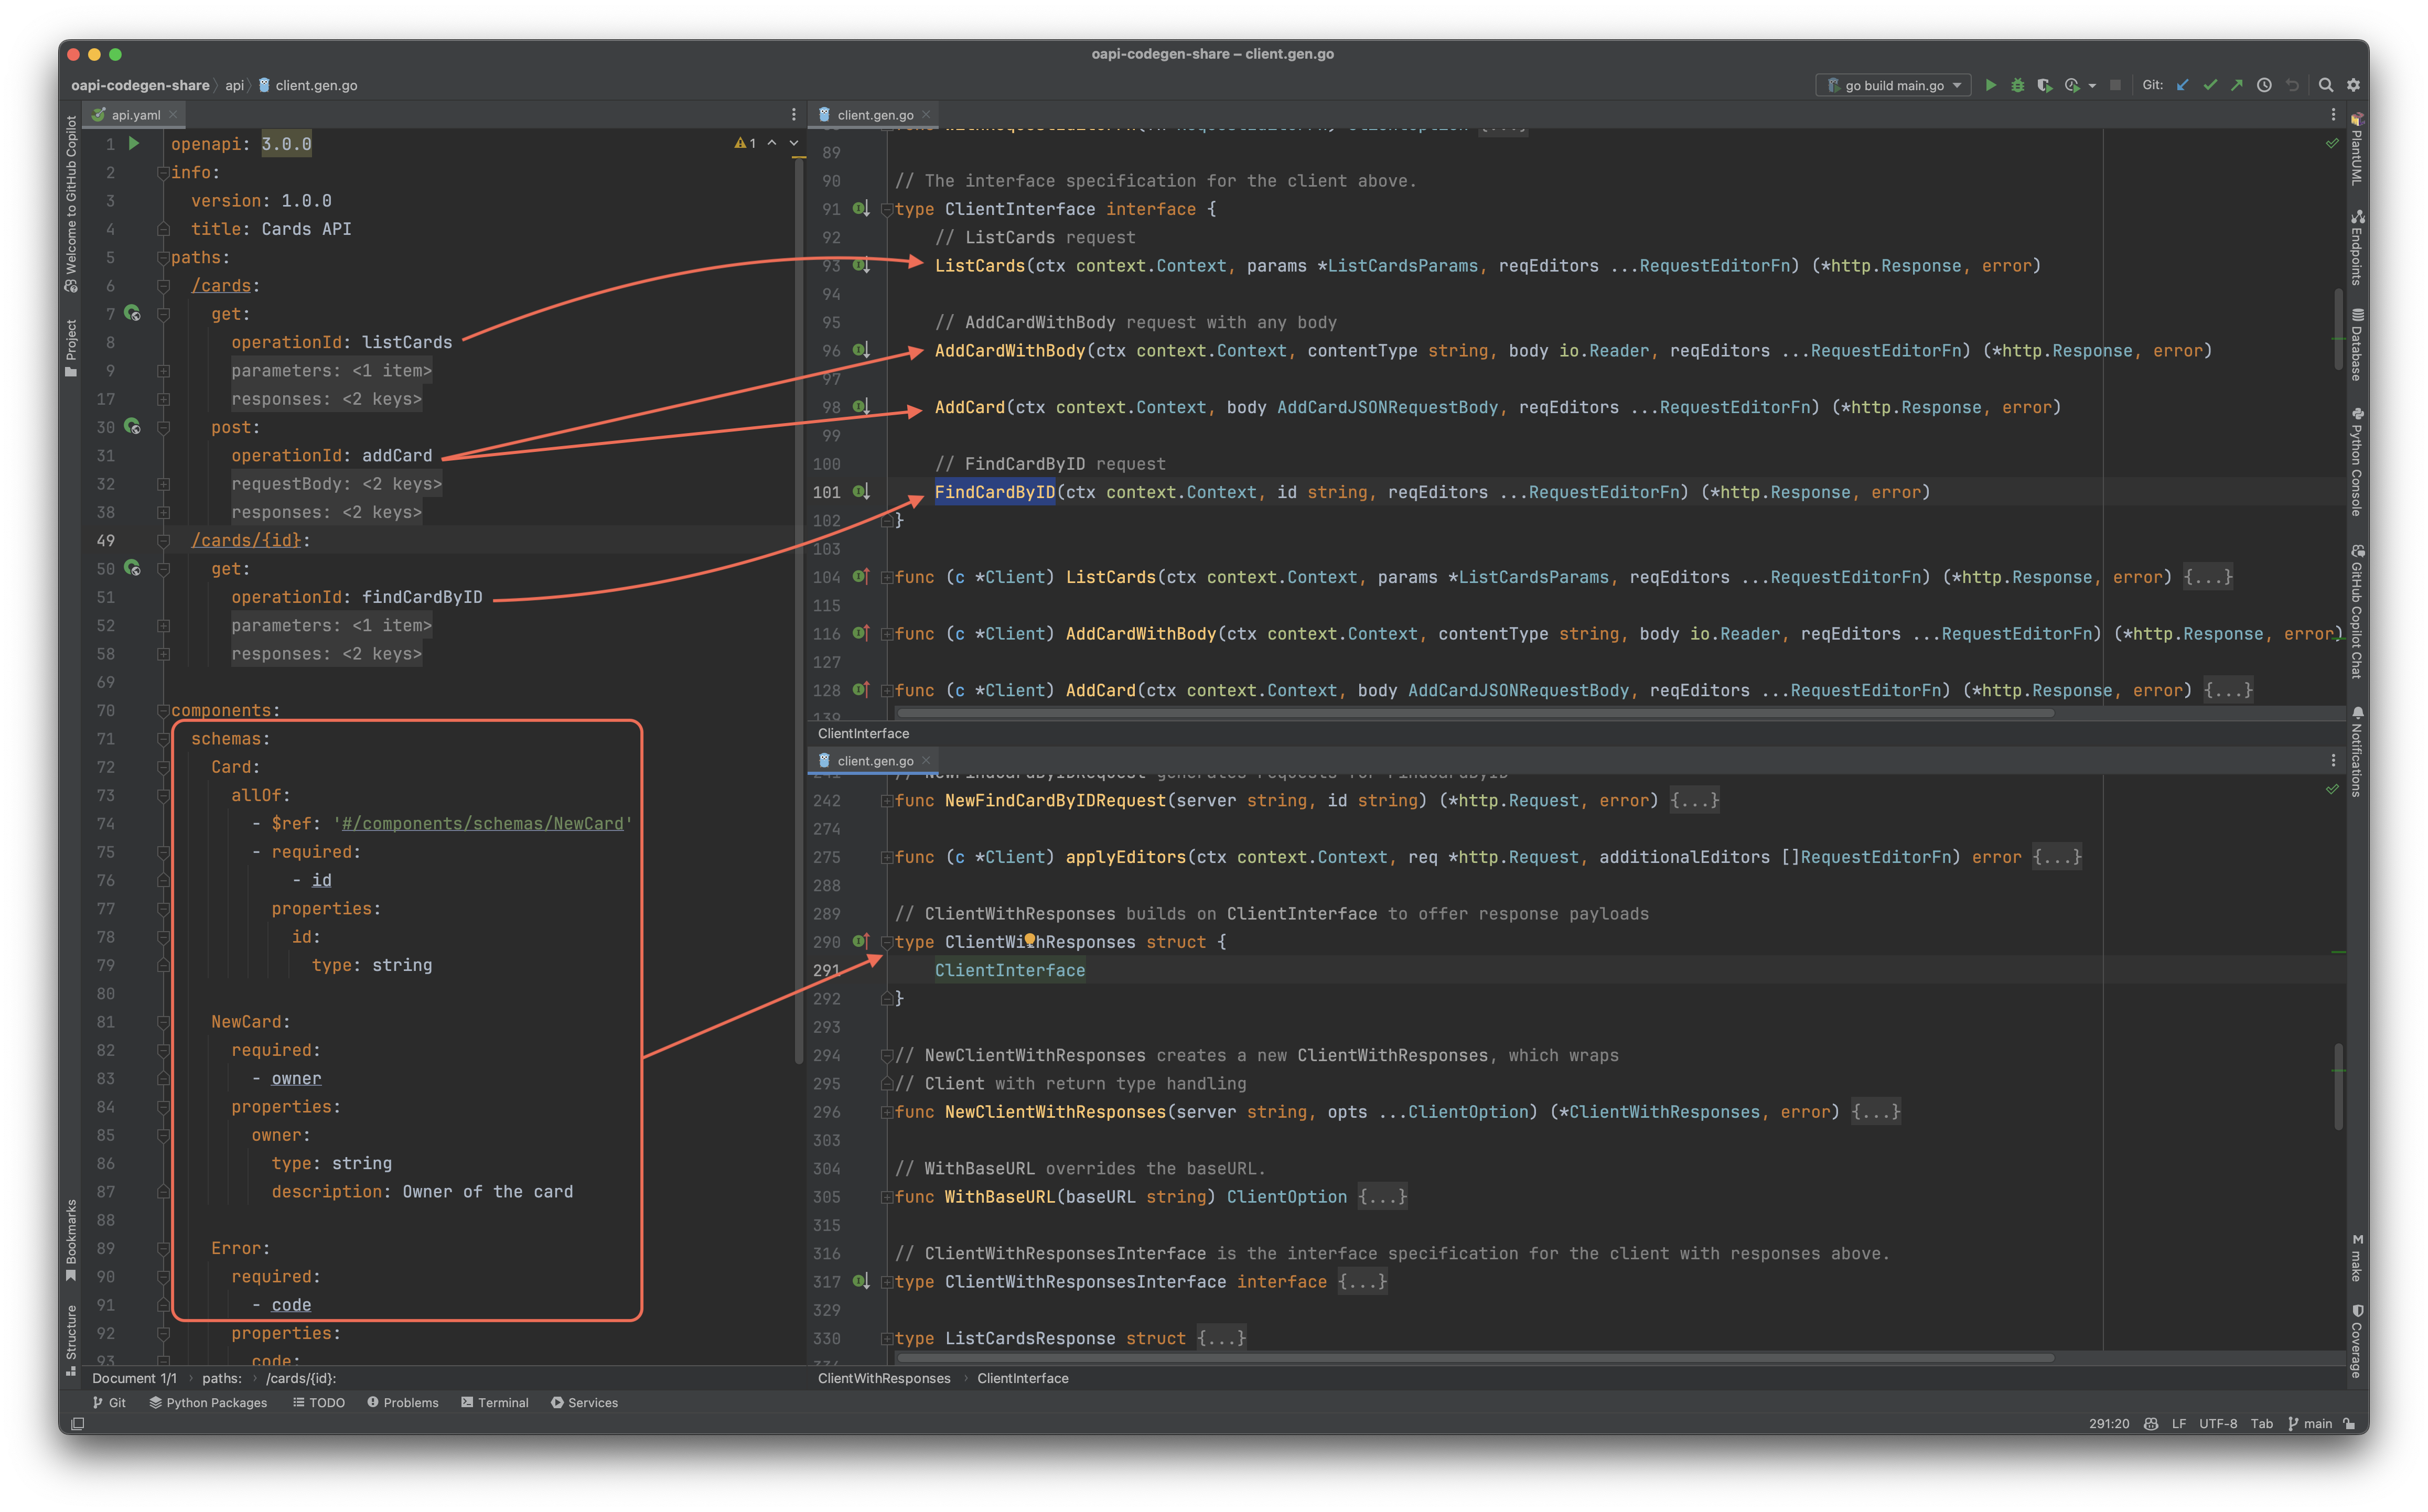 oapi-codegen-share – client.gen.go
oapi-codegen-share
api
client.gen.go
go build main.go
Git:
Welcome to GitHub Copilot
Project
Bookmarks
Structure
api.yaml
1 openapi: 3.0.0
1
2 info:
3 version: 1.0.0
4 title: Cards API
5 paths:
6 /cards:
7 get:
8 operationId: listCards
9 parameters: <1 item>
17 responses: <2 keys>
30 post:
31 operationId: addCard
32 requestBody: <2 keys>
38 responses: <2 keys>
49 /cards/{id}:
50 get:
51 operationId: findCardByID
52 parameters: <1 item>
58 responses: <2 keys>
69
70 components:
71 schemas:
72 Card:
73 allOf:
74 - $ref: '#/components/schemas/NewCard'
75 - required:
76 - id
77 properties:
78 id:
79 type: string
80
81 NewCard:
82 required:
83 - owner
84 properties:
85 owner:
86 type: string
87 description: Owner of the card
88
89 Error:
90 required:
91 - code
92 properties:
93 code:
Document 1/1 › paths: › /cards/{id}:
client.gen.go
89
90 // The interface specification for the client above.
91 type ClientInterface interface {
92 // ListCards request
93 ListCards(ctx context.Context, params *ListCardsParams, reqEditors ...RequestEditorFn) (*http.Response, error)
94
95 // AddCardWithBody request with any body
96 AddCardWithBody(ctx context.Context, contentType string, body io.Reader, reqEditors ...RequestEditorFn) (*http.Response, error)
97
98 AddCard(ctx context.Context, body AddCardJSONRequestBody, reqEditors ...RequestEditorFn) (*http.Response, error)
99
100 // FindCardByID request
101 FindCardByID(ctx context.Context, id string, reqEditors ...RequestEditorFn) (*http.Response, error)
102 }
103
104 func (c *Client) ListCards(ctx context.Context, params *ListCardsParams, reqEditors ...RequestEditorFn) (*http.Response, error) {...}
115
116 func (c *Client) AddCardWithBody(ctx context.Context, contentType string, body io.Reader, reqEditors ...RequestEditorFn) (*http.Response, error)
127
128 func (c *Client) AddCard(ctx context.Context, body AddCardJSONRequestBody, reqEditors ...RequestEditorFn) (*http.Response, error) {...}
139
ClientInterface
client.gen.go
242 func NewFindCardByIDRequest(server string, id string) (*http.Request, error) {...}
274
275 func (c *Client) applyEditors(ctx context.Context, req *http.Request, additionalEditors []RequestEditorFn) error {...}
288
289 // ClientWithResponses builds on ClientInterface to offer response payloads
290 type ClientWithResponses struct {
291 ClientInterface
292 }
293
294 // NewClientWithResponses creates a new ClientWithResponses, which wraps
295 // Client with return type handling
296 func NewClientWithResponses(server string, opts ...ClientOption) (*ClientWithResponses, error) {...}
303
304 // WithBaseURL overrides the baseURL.
305 func WithBaseURL(baseURL string) ClientOption {...}
315
316 // ClientWithResponsesInterface is the interface specification for the client with responses above.
317 type ClientWithResponsesInterface interface {...}
329
330 type ListCardsResponse struct {...}
ClientWithResponses › ClientInterface
PlantUML
Endpoints
Database
Python Console
GitHub Copilot Chat
Notifications
M make
Coverage
Git
Python Packages
TODO
Problems
Terminal
Services
291:20
LF
UTF-8
Tab
main